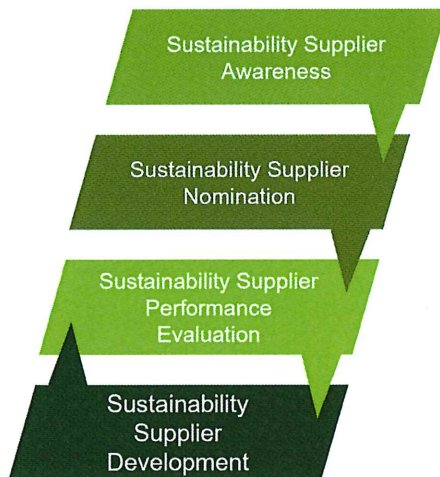 Sustainability Supplier
Awareness
Sustainability Supplier
Nomination
Sustainability Supplier
Performance
Evaluation
Sustainability
Supplier
Development